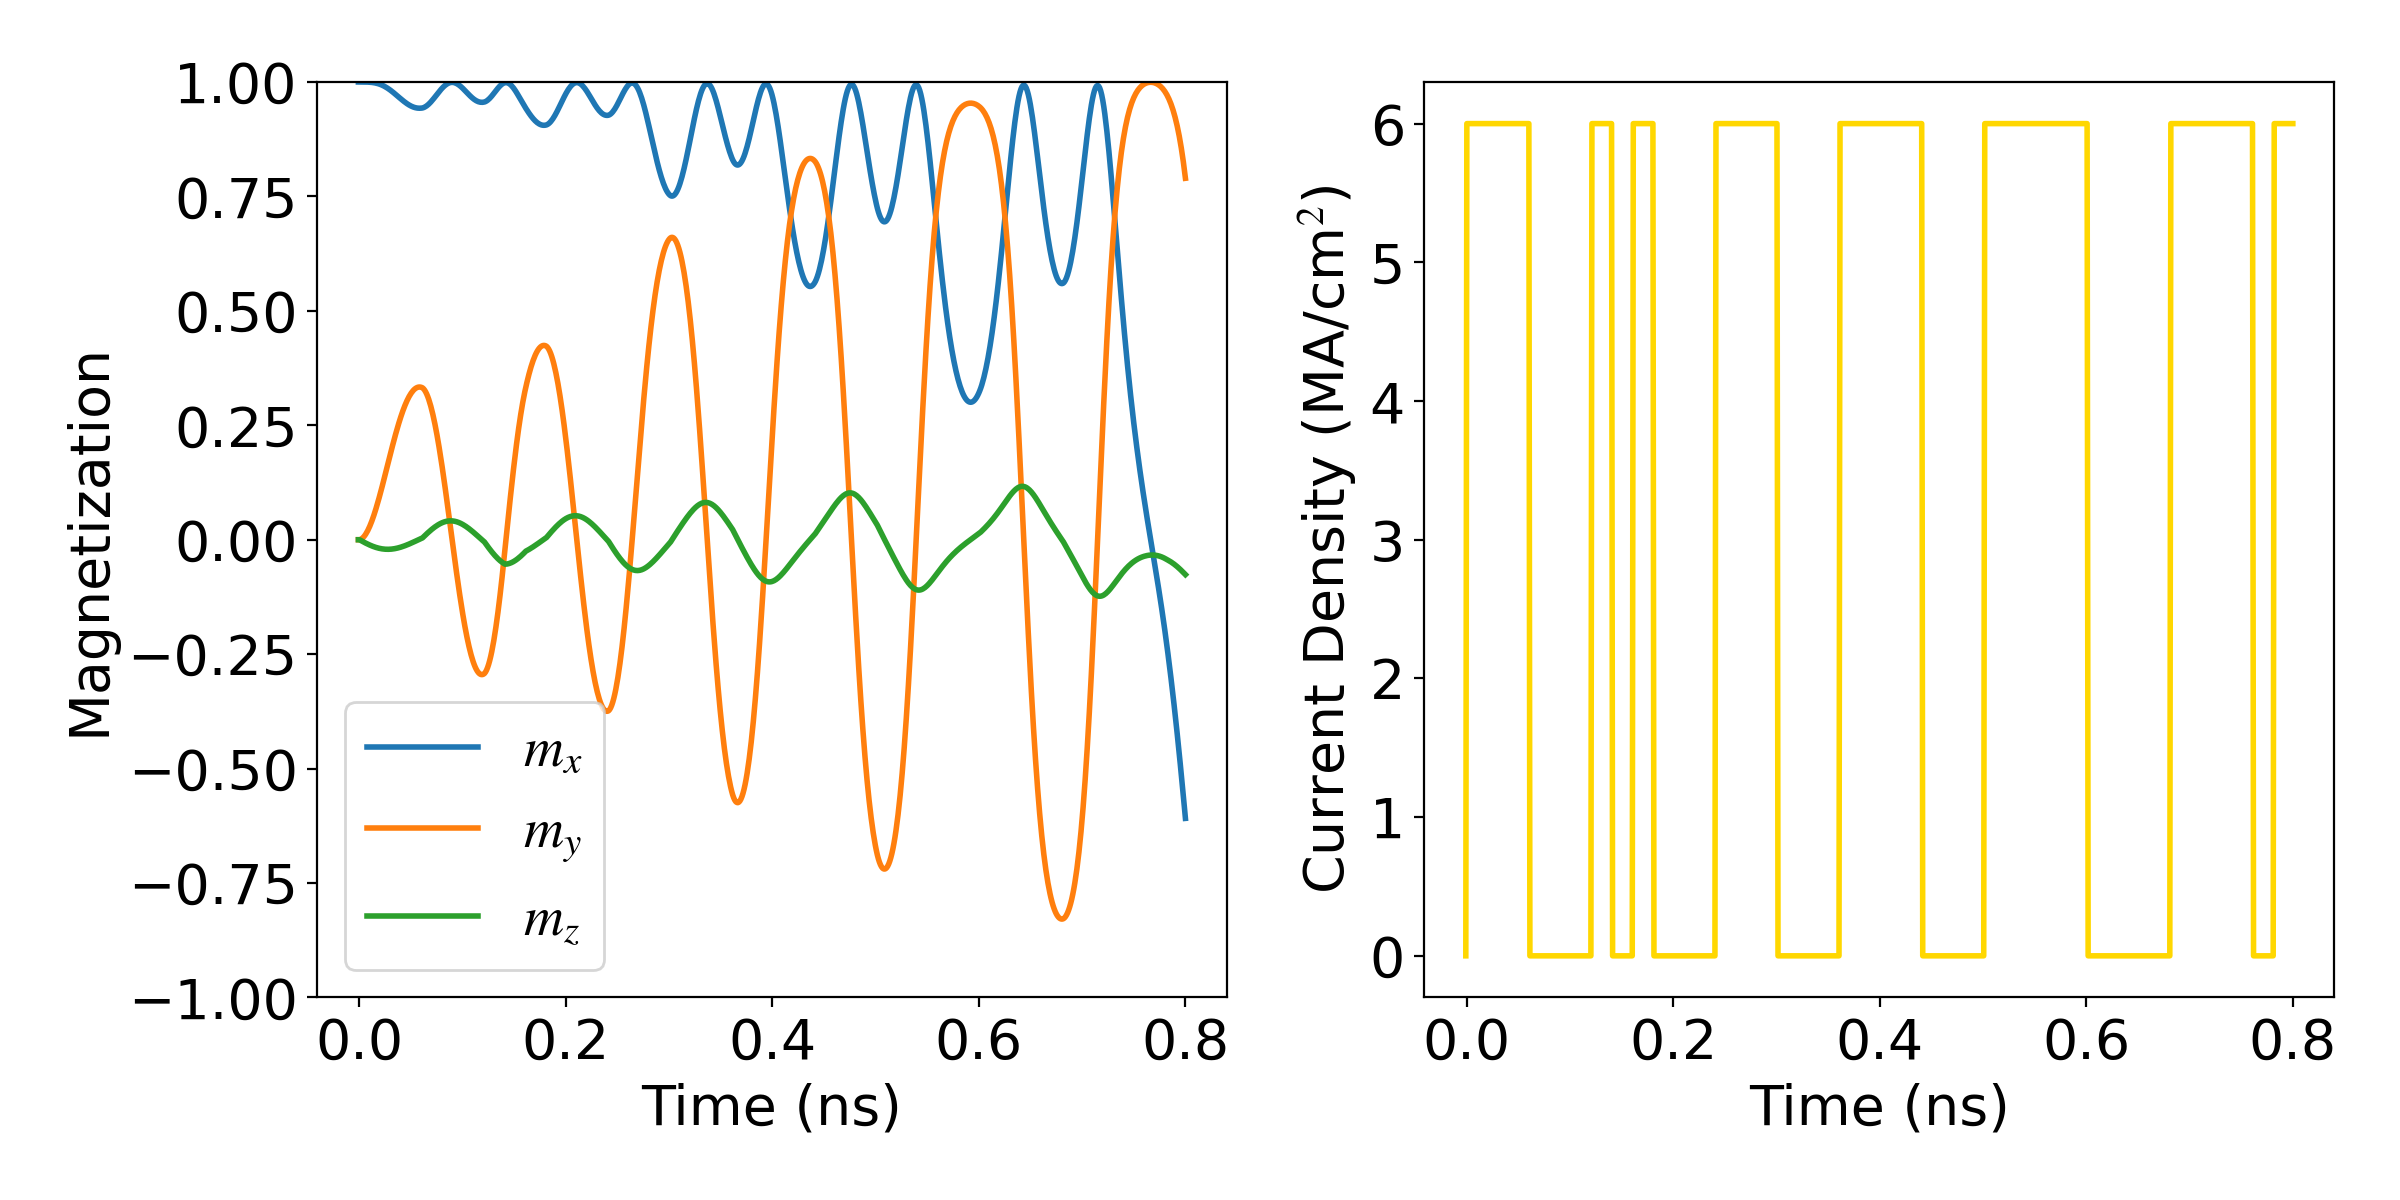 Magnetization
1.00
0.75
0.50
0.25
0.00
−0.25
−0.50
−0.75
−1.00
m_x
m_y
m_z
0.0 0.2 0.4 0.6 0.8
Time (ns)
Current Density (MA/cm²)
6
5
4
3
2
1
0
0.0 0.2 0.4 0.6 0.8
Time (ns)